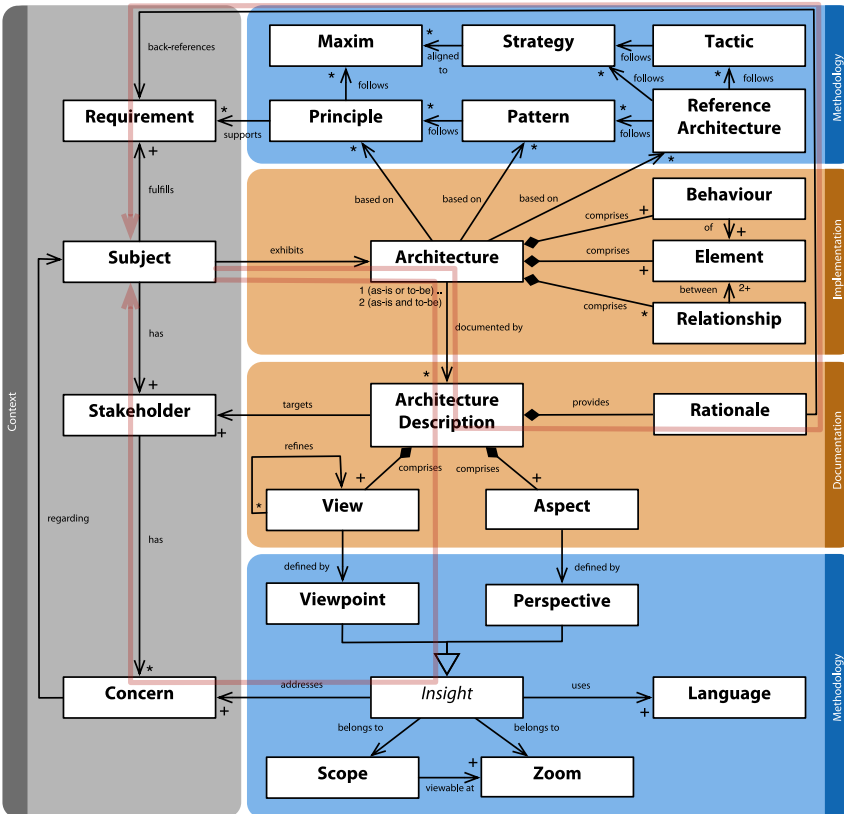 back-references
Maxim
*
aligned
to
Strategy
*
follows
Tactic
*
follows
*
follows
*
follows
Requirement
*
supports
Principle
*
follows
Pattern
*
follows
Reference
Architecture
Methodology
+
fulfills
*
based on
*
based on
*
based on
Subject
exhibits
Architecture
1 (as-is or to-be) ..
2 (as-is and to-be)
comprises
+
Behaviour
of
+
comprises
+
Element
between
2+
comprises
*
Relationship
Implementation
has
+
documented by
*
Stakeholder
+
targets
Architecture
Description
provides
Rationale
refines
*
comprises
+
comprises
+
View
Aspect
Documentation
Context
regarding
has
*
defined by
defined by
Viewpoint
Perspective
Concern
+
addresses
Insight
uses
+
Language
belongs to
belongs to
Scope
viewable at
+
Zoom
Methodology